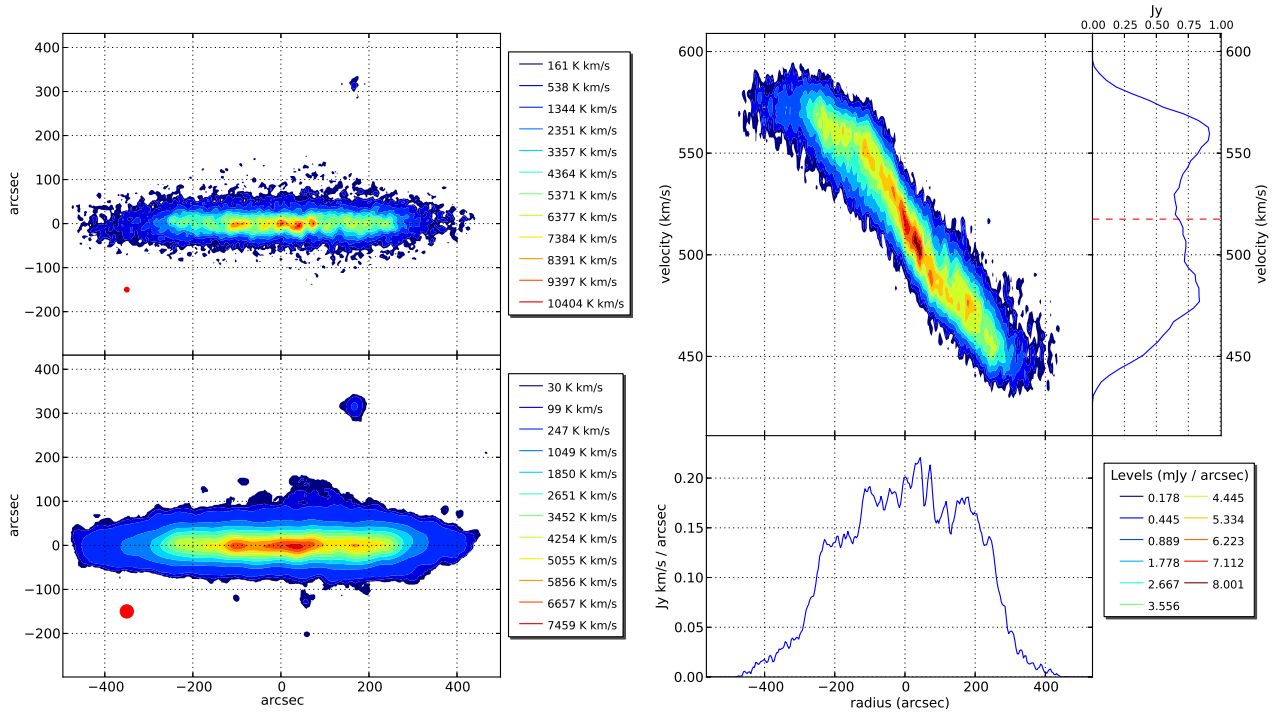 400
300
200
100
0
−100
−200
arcsec
161 K km/s
538 K km/s
1344 K km/s
2351 K km/s
3357 K km/s
4364 K km/s
5371 K km/s
6377 K km/s
7384 K km/s
8391 K km/s
9397 K km/s
10404 K km/s
400
300
200
100
0
−100
−200
arcsec
−400 −200 0 200 400
arcsec
30 K km/s
99 K km/s
247 K km/s
1049 K km/s
1850 K km/s
2651 K km/s
3452 K km/s
4254 K km/s
5055 K km/s
5856 K km/s
6657 K km/s
7459 K km/s
600
550
500
450
velocity (km/s)
Jy
0.00 0.25 0.50 0.75 1.00
600
550
500
450
velocity (km/s)
0.20
0.15
0.10
0.05
0.00
Jy km/s / arcsec
−400 −200 0 200 400
radius (arcsec)
Levels (mJy / arcsec)
0.178 4.445
0.445 5.334
0.889 6.223
1.778 7.112
2.667 8.001
3.556